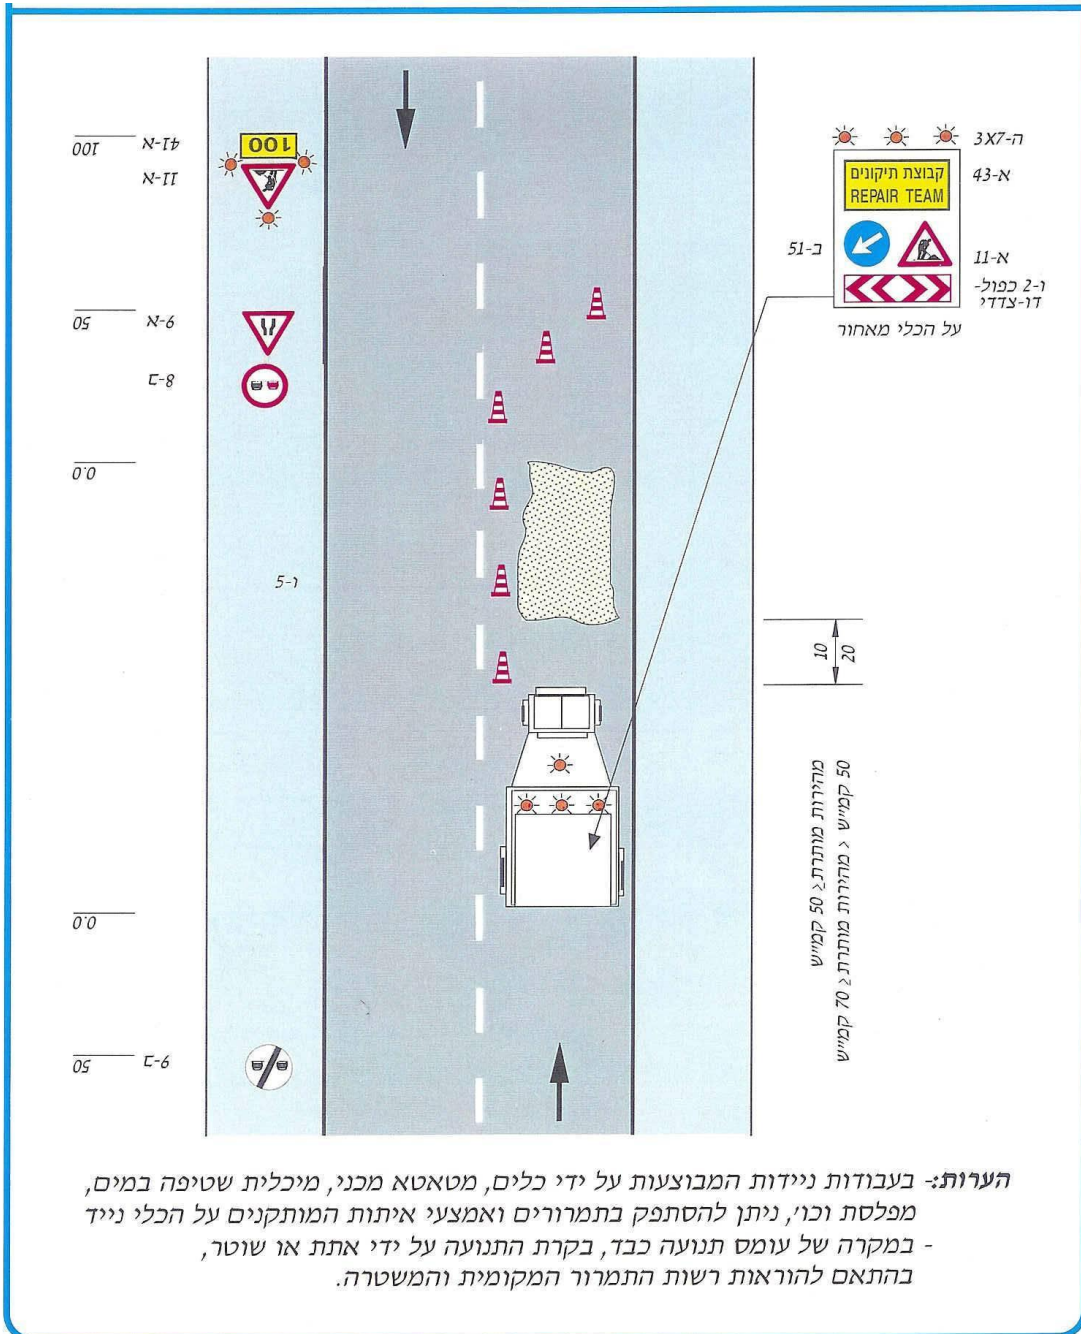 ה-3X7
קבוצת תיקונים
REPAIR TEAM
א-43
ב-51
א-11
ו-2 כפול-
דו-צדדי
על הכלי מאחור
100
א-41
100
א-11
50
א-9
ב-8
0.0
ו-5
10
20
מהירות מותרת ≤ 50 קמ״ש
50 קמ״ש < מהירות מותרת ≤ 70 קמ״ש
0.0
50
ב-9
הערות:- בעבודות ניידות המבוצעות על ידי כלים, מטאטא מכני, מיכלית שטיפה במים,
מפלסת וכו', ניתן להסתפק בתמרורים ואמצעי איתות המותקנים על הכלי נייד
- במקרה של עומס תנועה כבד, בקרת התנועה על ידי אתת או שוטר,
בהתאם להוראות רשות התמרור המקומית והמשטרה.